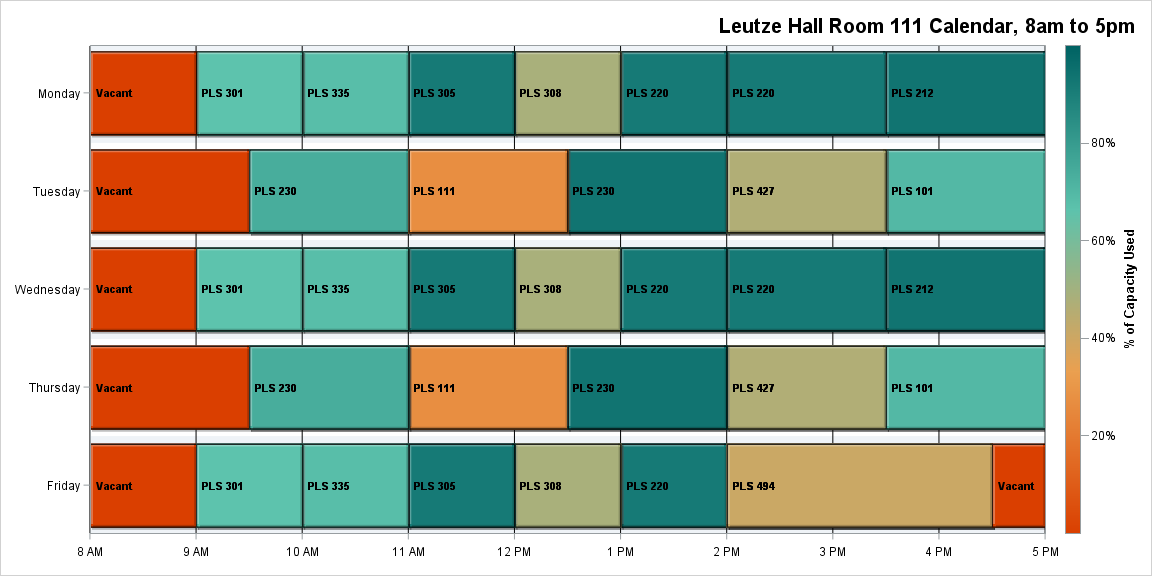 Leutze Hall Room 111 Calendar, 8am to 5pm
Monday
Vacant PLS 301 PLS 335 PLS 305 PLS 308 PLS 220 PLS 220 PLS 212
Tuesday
Vacant PLS 230 PLS 111 PLS 230 PLS 427 PLS 101
Wednesday
Vacant PLS 301 PLS 335 PLS 305 PLS 308 PLS 220 PLS 220 PLS 212
Thursday
Vacant PLS 230 PLS 111 PLS 230 PLS 427 PLS 101
Friday
Vacant PLS 301 PLS 335 PLS 305 PLS 308 PLS 220 PLS 494 Vacant
8 AM 9 AM 10 AM 11 AM 12 PM 1 PM 2 PM 3 PM 4 PM 5 PM
80%
60%
40%
20%
% of Capacity Used